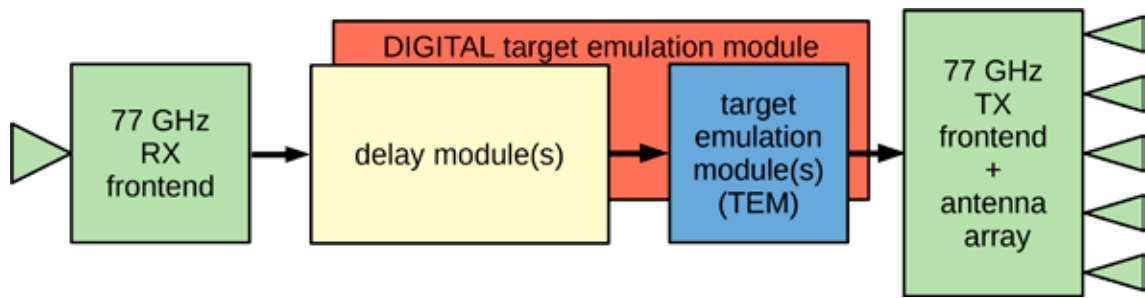 DIGITAL target emulation module
77 GHz
RX
frontend
delay module(s)
target
emulation
module(s)
(TEM)
77 GHz
TX
frontend
+
antenna
array